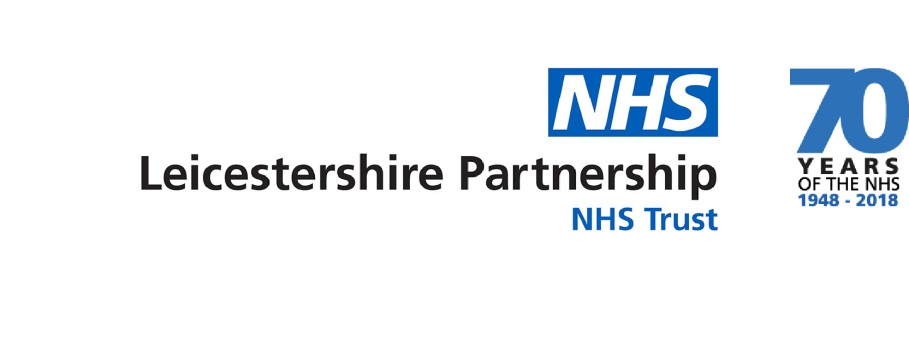 NHS
Leicestershire Partnership
NHS Trust
70
YEARS
OF THE NHS
1948 - 2018